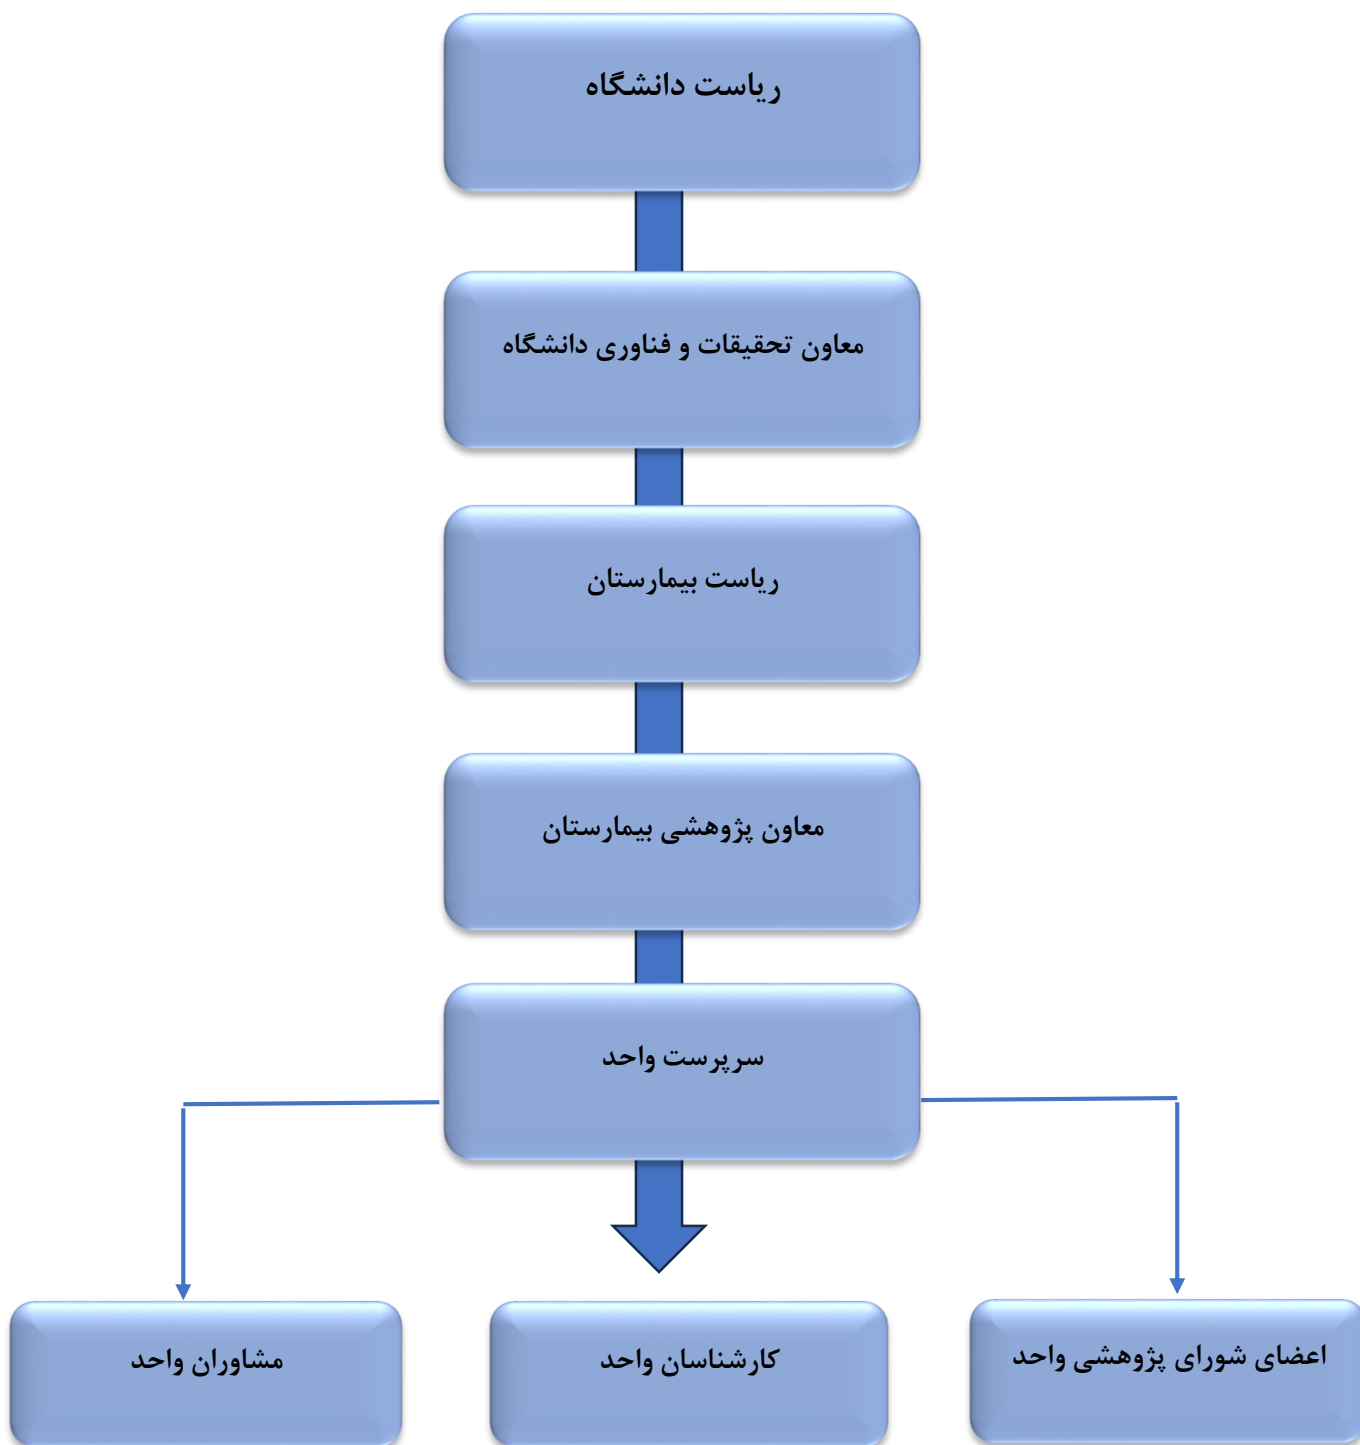 ریاست دانشگاه
معاون تحقیقات و فناوری دانشگاه
ریاست بیمارستان
معاون پژوهشی بیمارستان
سرپرست واحد
اعضای شورای پژوهشی واحد
کارشناسان واحد
مشاوران واحد